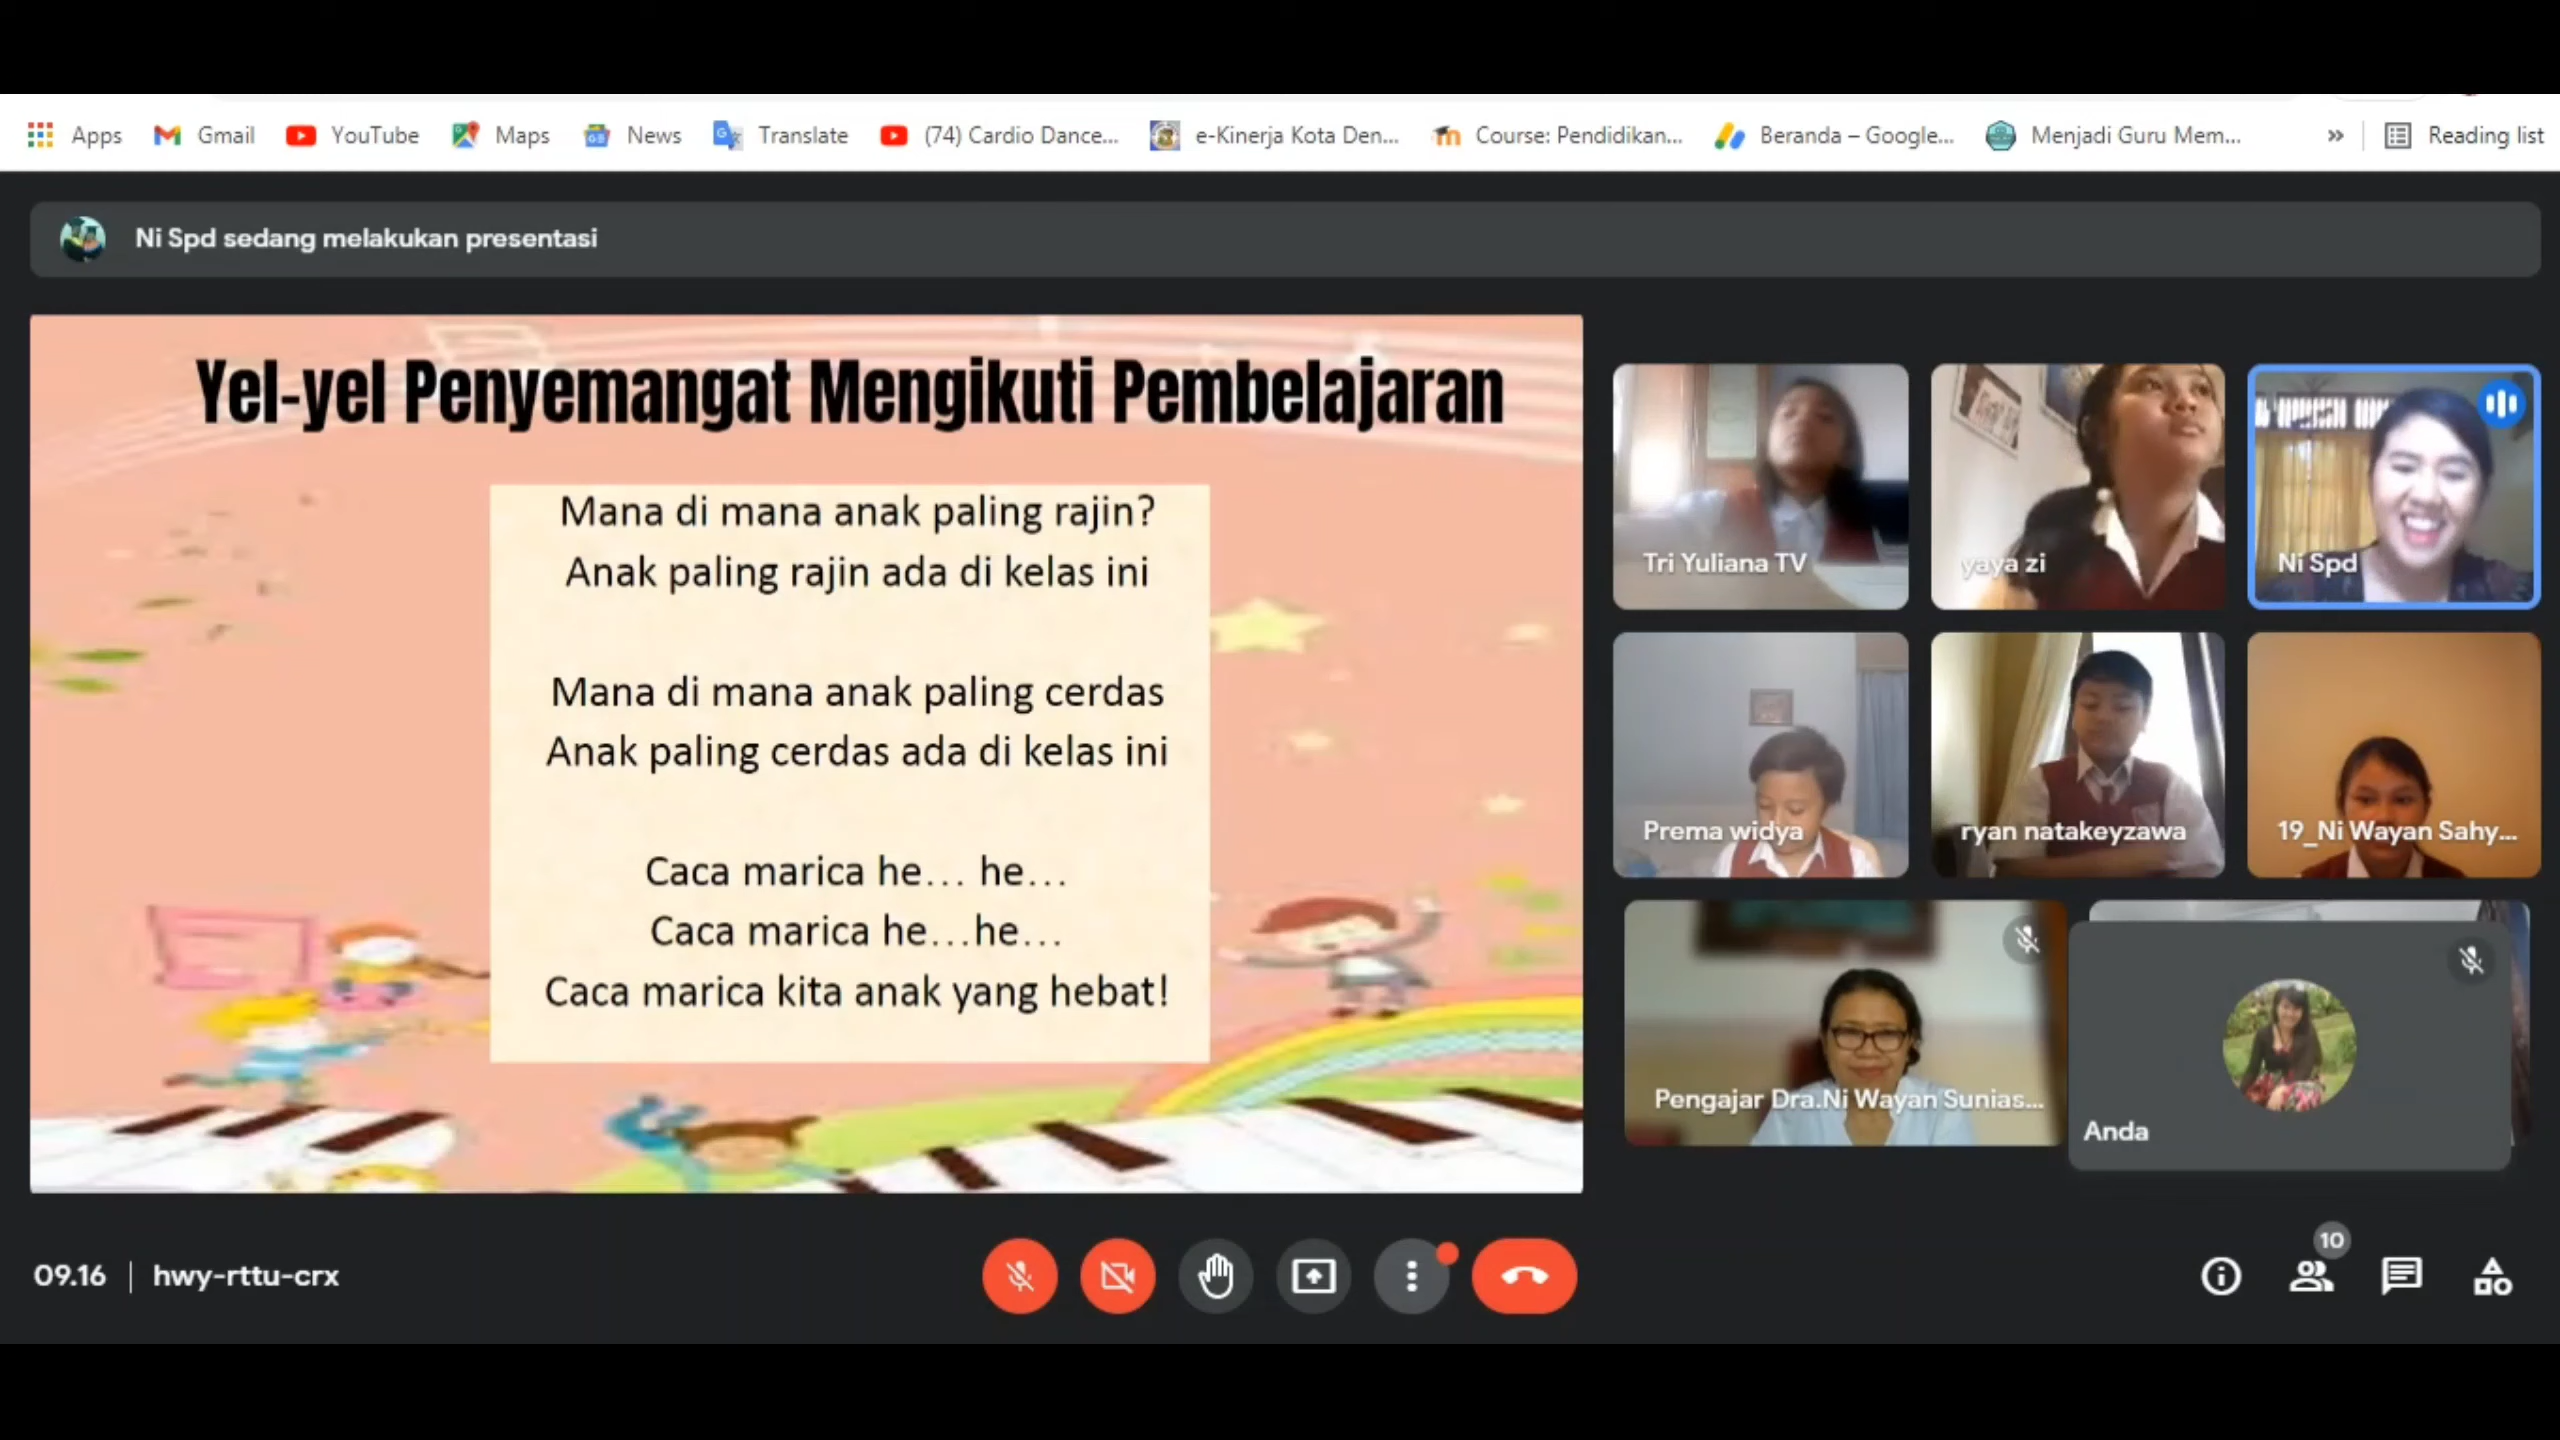 Apps Gmail YouTube Maps News Translate (74) Cardio Dance... e-Kinerja Kota Den... Course: Pendidikan... Beranda – Google... Menjadi Guru Mem... » Reading list
Ni Spd sedang melakukan presentasi
Yel-yel Penyemangat Mengikuti Pembelajaran
Mana di mana anak paling rajin?
Anak paling rajin ada di kelas ini
Mana di mana anak paling cerdas
Anak paling cerdas ada di kelas ini
Caca marica he... he...
Caca marica he...he...
Caca marica kita anak yang hebat!
Tri Yuliana TV
yaya zi
Ni Spd
Prema widya
ryan natakeyzawa
19_Ni Wayan Sahy...
Pengajar Dra.Ni Wayan Sunias...
Anda
09.16 | hwy-rttu-crx
10